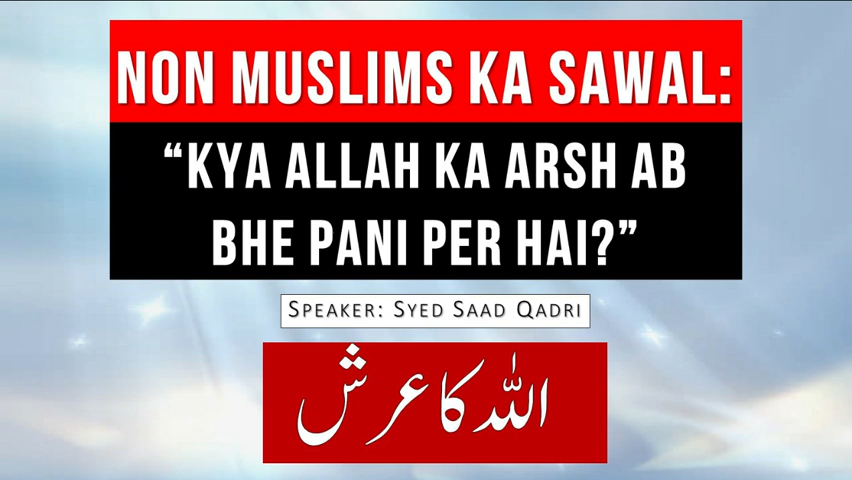 NON MUSLIMS KA SAWAL:
“KYA ALLAH KA ARSH AB
BHE PANI PER HAI?”
SPEAKER: SYED SAAD QADRI
اللہ کا عرش